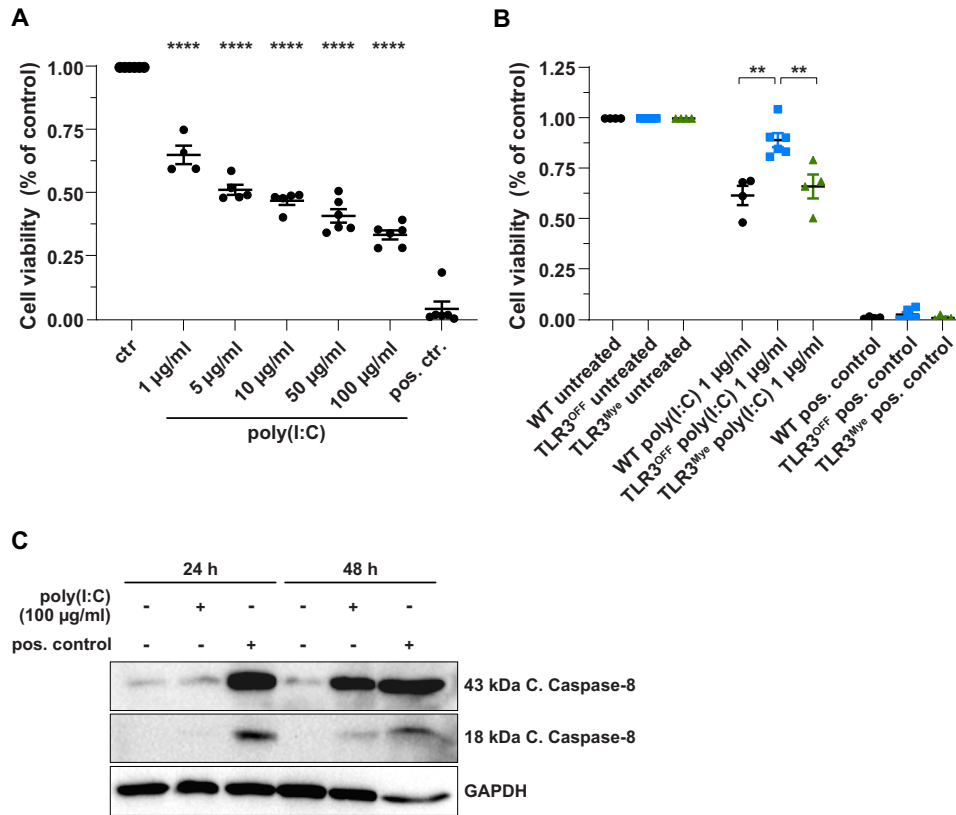 A
Cell viability (% of control)
**** **** **** **** ****
1.00
0.75
0.50
0.25
0.00
ctr
1 µg/ml
5 µg/ml
10 µg/ml
50 µg/ml
100 µg/ml
pos. ctr.
poly(I:C)
B
Cell viability (% of control)
** **
1.25
1.00
0.75
0.50
0.25
0.00
WT untreated
TLR3OFF untreated
TLR3Mye untreated
WT poly(I:C) 1 µg/ml
TLR3OFF poly(I:C) 1 µg/ml
TLR3Mye poly(I:C) 1 µg/ml
WT pos. control
TLR3OFF pos. control
TLR3Mye pos. control
C
24 h 48 h
poly(I:C)
(100 µg/ml)
- + - - + -
pos. control - - + - - +
43 kDa C. Caspase-8
18 kDa C. Caspase-8
GAPDH